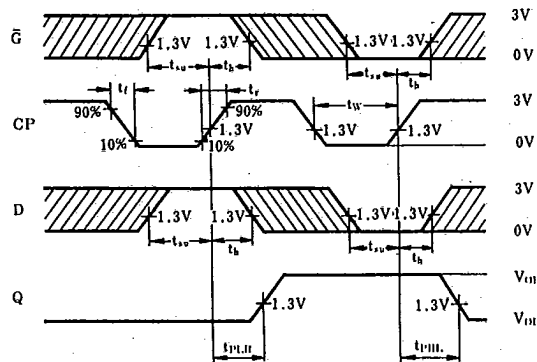 G̅ 1.3V 1.3V 1.3V 1.3V 3V
0V
tsu th tsu th
tf tr tW
CP 90% 90% 3V
1.3V 1.3V 1.3V
10% 10% 0V
D 1.3V 1.3V 1.3V 1.3V 3V
0V
tsu th tsu th
Q 1.3V 1.3V
tPLH tPHL